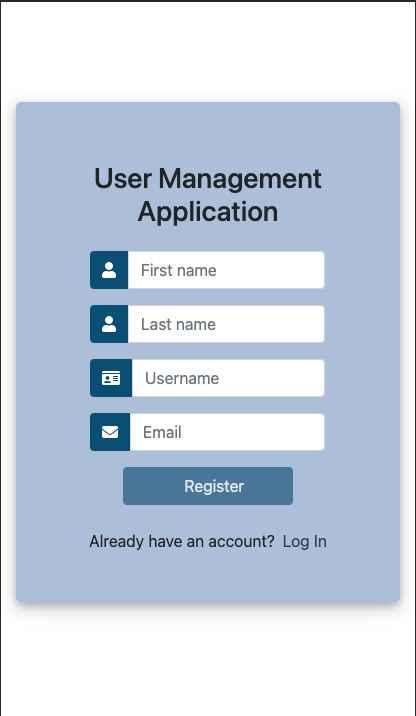 User Management
Application
First name
Last name
Username
Email
Register
Already have an account? Log In